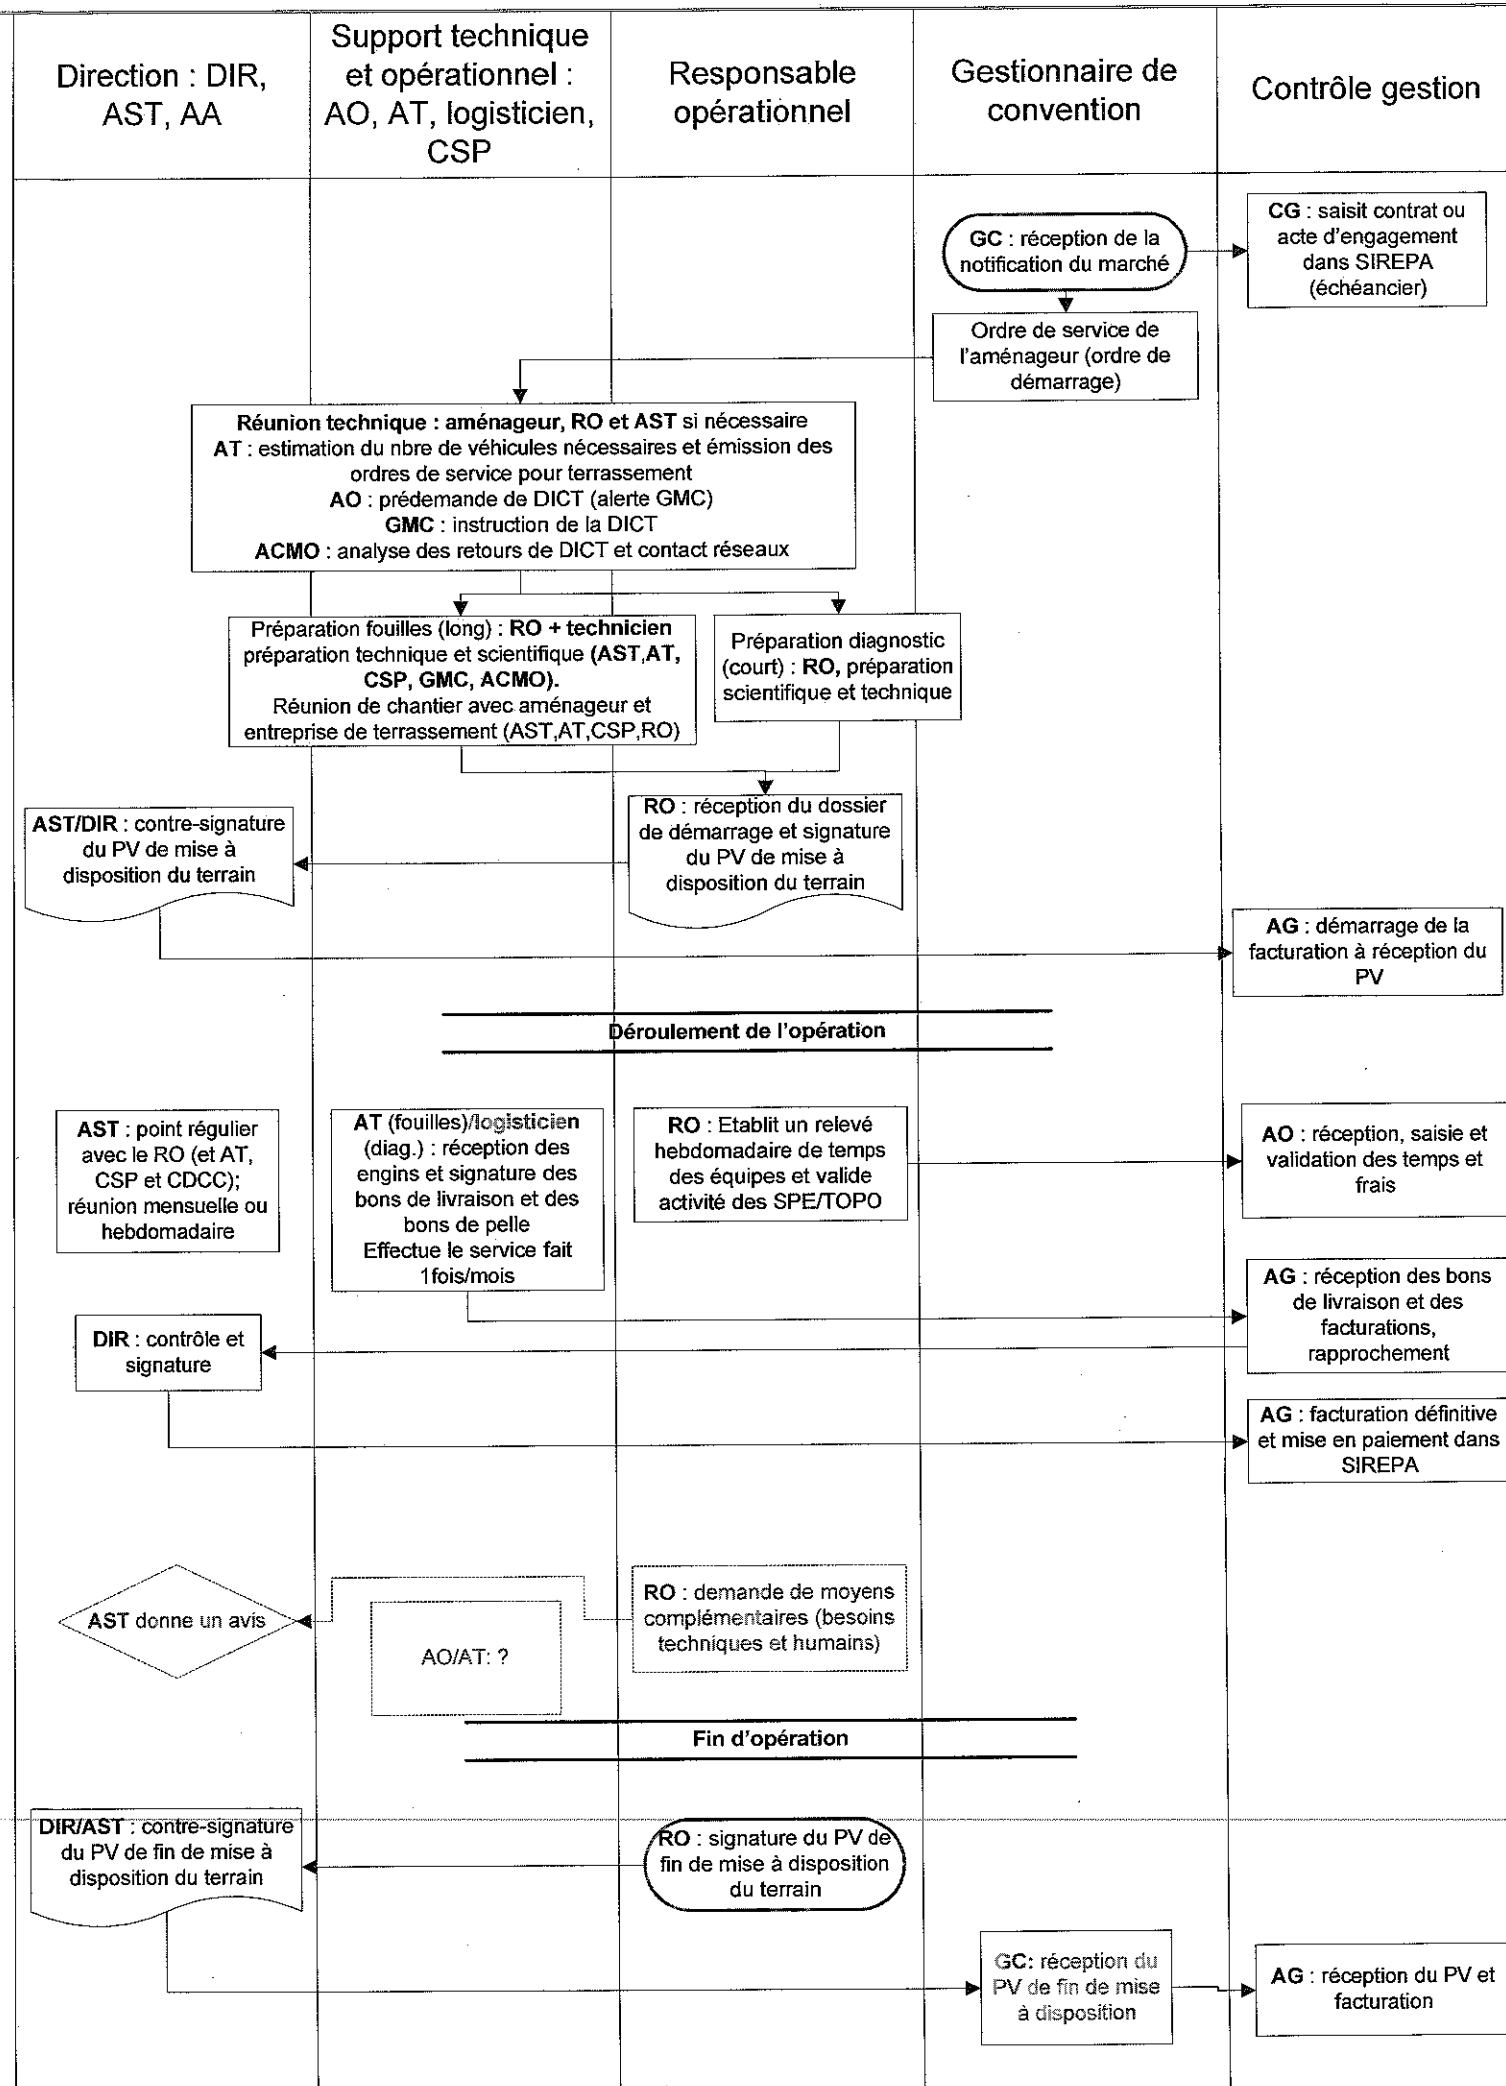 Direction : DIR,
AST, AA
Support technique
et opérationnel :
AO, AT, logisticien,
CSP
Responsable
opérationnel
Gestionnaire de
convention
Contrôle gestion
GC : réception de la
notification du marché
CG : saisit contrat ou
acte d'engagement
dans SIREPA
(échéancier)
Ordre de service de
l'aménageur (ordre de
démarrage)
Réunion technique : aménageur, RO et AST si nécessaire
AT : estimation du nbre de véhicules nécessaires et émission des
ordres de service pour terrassement
AO : prédemande de DICT (alerte GMC)
GMC : instruction de la DICT
ACMO : analyse des retours de DICT et contact réseaux
Préparation fouilles (long) : RO + technicien
préparation technique et scientifique (AST,AT,
CSP, GMC, ACMO).
Réunion de chantier avec aménageur et
entreprise de terrassement (AST,AT,CSP,RO)
Préparation diagnostic
(court) : RO, préparation
scientifique et technique
AST/DIR : contre-signature
du PV de mise à
disposition du terrain
RO : réception du dossier
de démarrage et signature
du PV de mise à
disposition du terrain
AG : démarrage de la
facturation à réception du
PV
Déroulement de l'opération
AST : point régulier
avec le RO (et AT,
CSP et CDCC);
réunion mensuelle ou
hebdomadaire
AT (fouilles)/logisticien
(diag.) : réception des
engins et signature des
bons de livraison et des
bons de pelle
Effectue le service fait
1fois/mois
RO : Etablit un relevé
hebdomadaire de temps
des équipes et valide
activité des SPE/TOPO
AO : réception, saisie et
validation des temps et
frais
AG : réception des bons
de livraison et des
facturations,
rapprochement
DIR : contrôle et
signature
AG : facturation définitive
et mise en paiement dans
SIREPA
AST donne un avis
AO/AT: ?
RO : demande de moyens
complémentaires (besoins
techniques et humains)
Fin d'opération
DIR/AST : contre-signature
du PV de fin de mise à
disposition du terrain
RO : signature du PV de
fin de mise à disposition
du terrain
GC: réception du
PV de fin de mise
à disposition
AG : réception du PV et
facturation